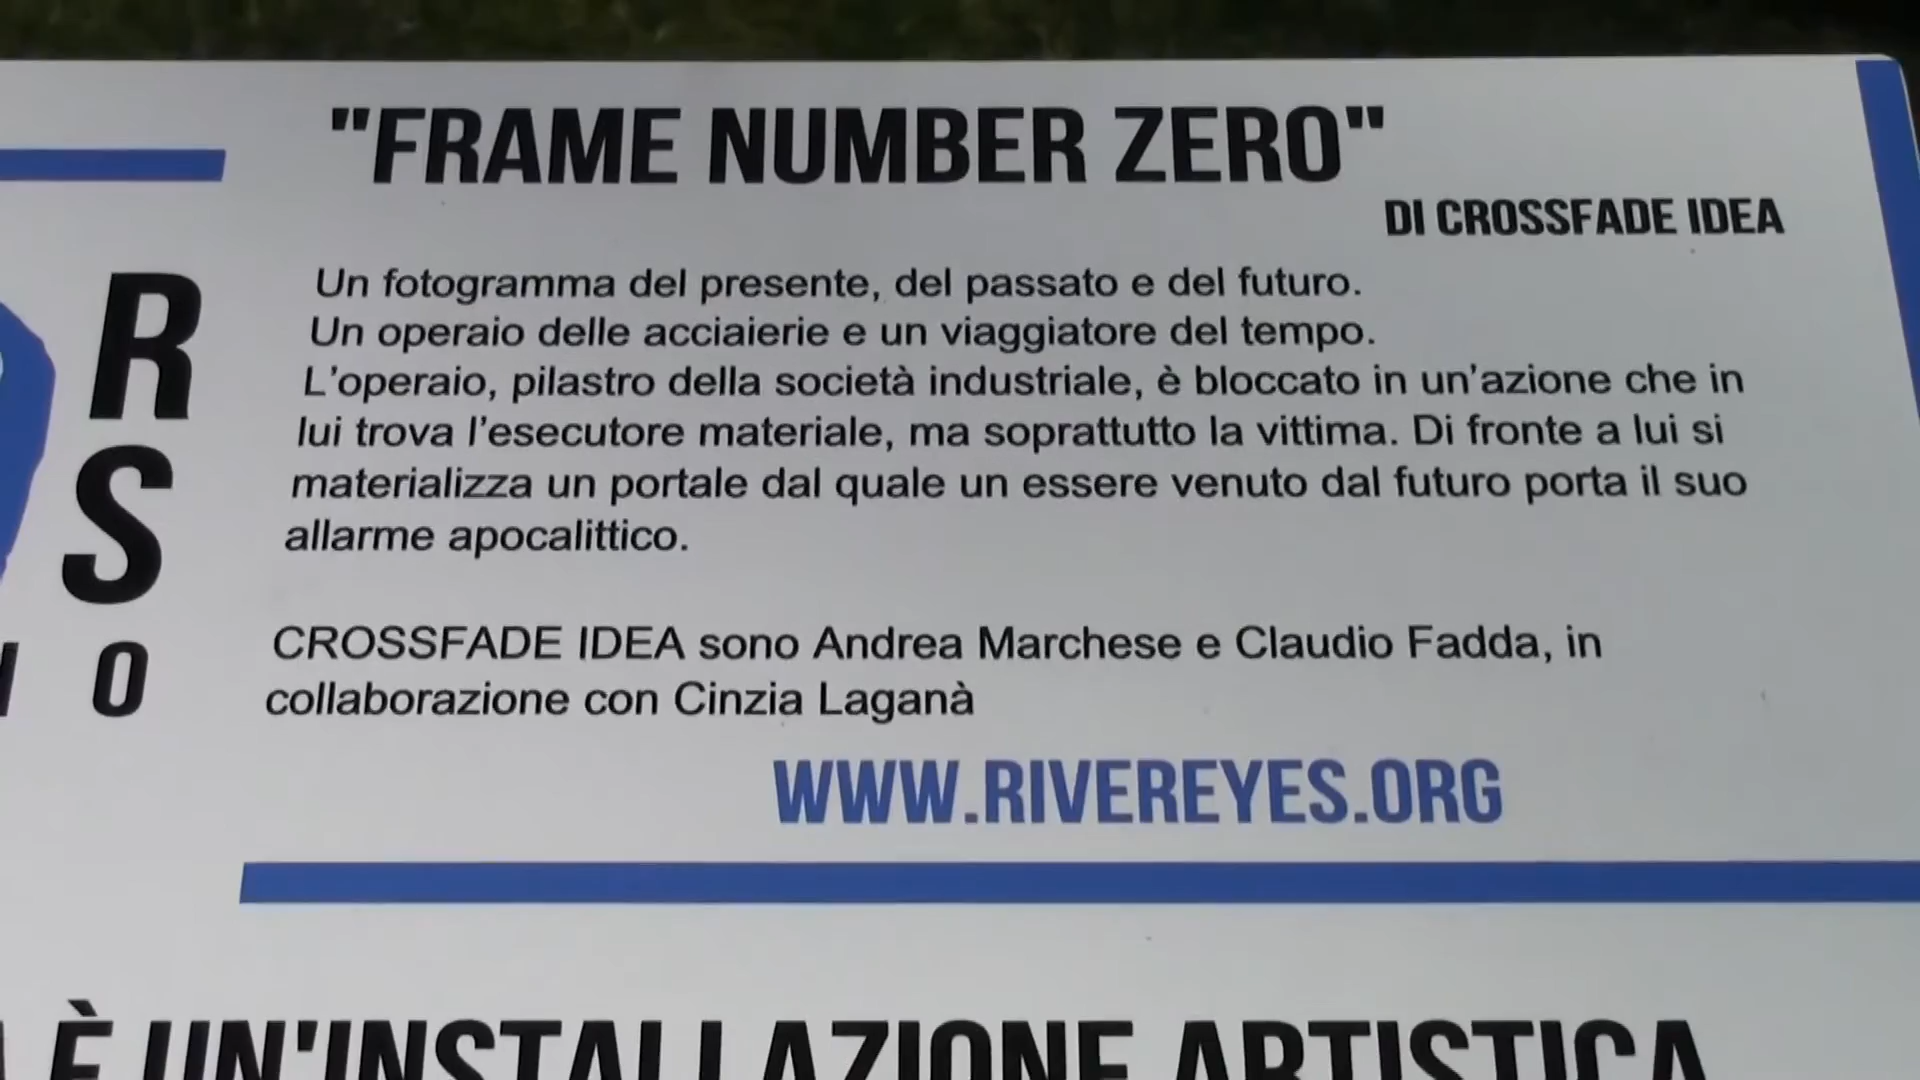 "FRAME NUMBER ZERO"
DI CROSSFADE IDEA
Un fotogramma del presente, del passato e del futuro.
Un operaio delle acciaierie e un viaggiatore del tempo.
L'operaio, pilastro della società industriale, è bloccato in un'azione che in
lui trova l'esecutore materiale, ma soprattutto la vittima. Di fronte a lui si
materializza un portale dal quale un essere venuto dal futuro porta il suo
allarme apocalittico.
CROSSFADE IDEA sono Andrea Marchese e Claudio Fadda, in
collaborazione con Cinzia Laganà
WWW.RIVEREYES.ORG
R
S
O
È UN'INSTALLAZIONE ARTISTICA